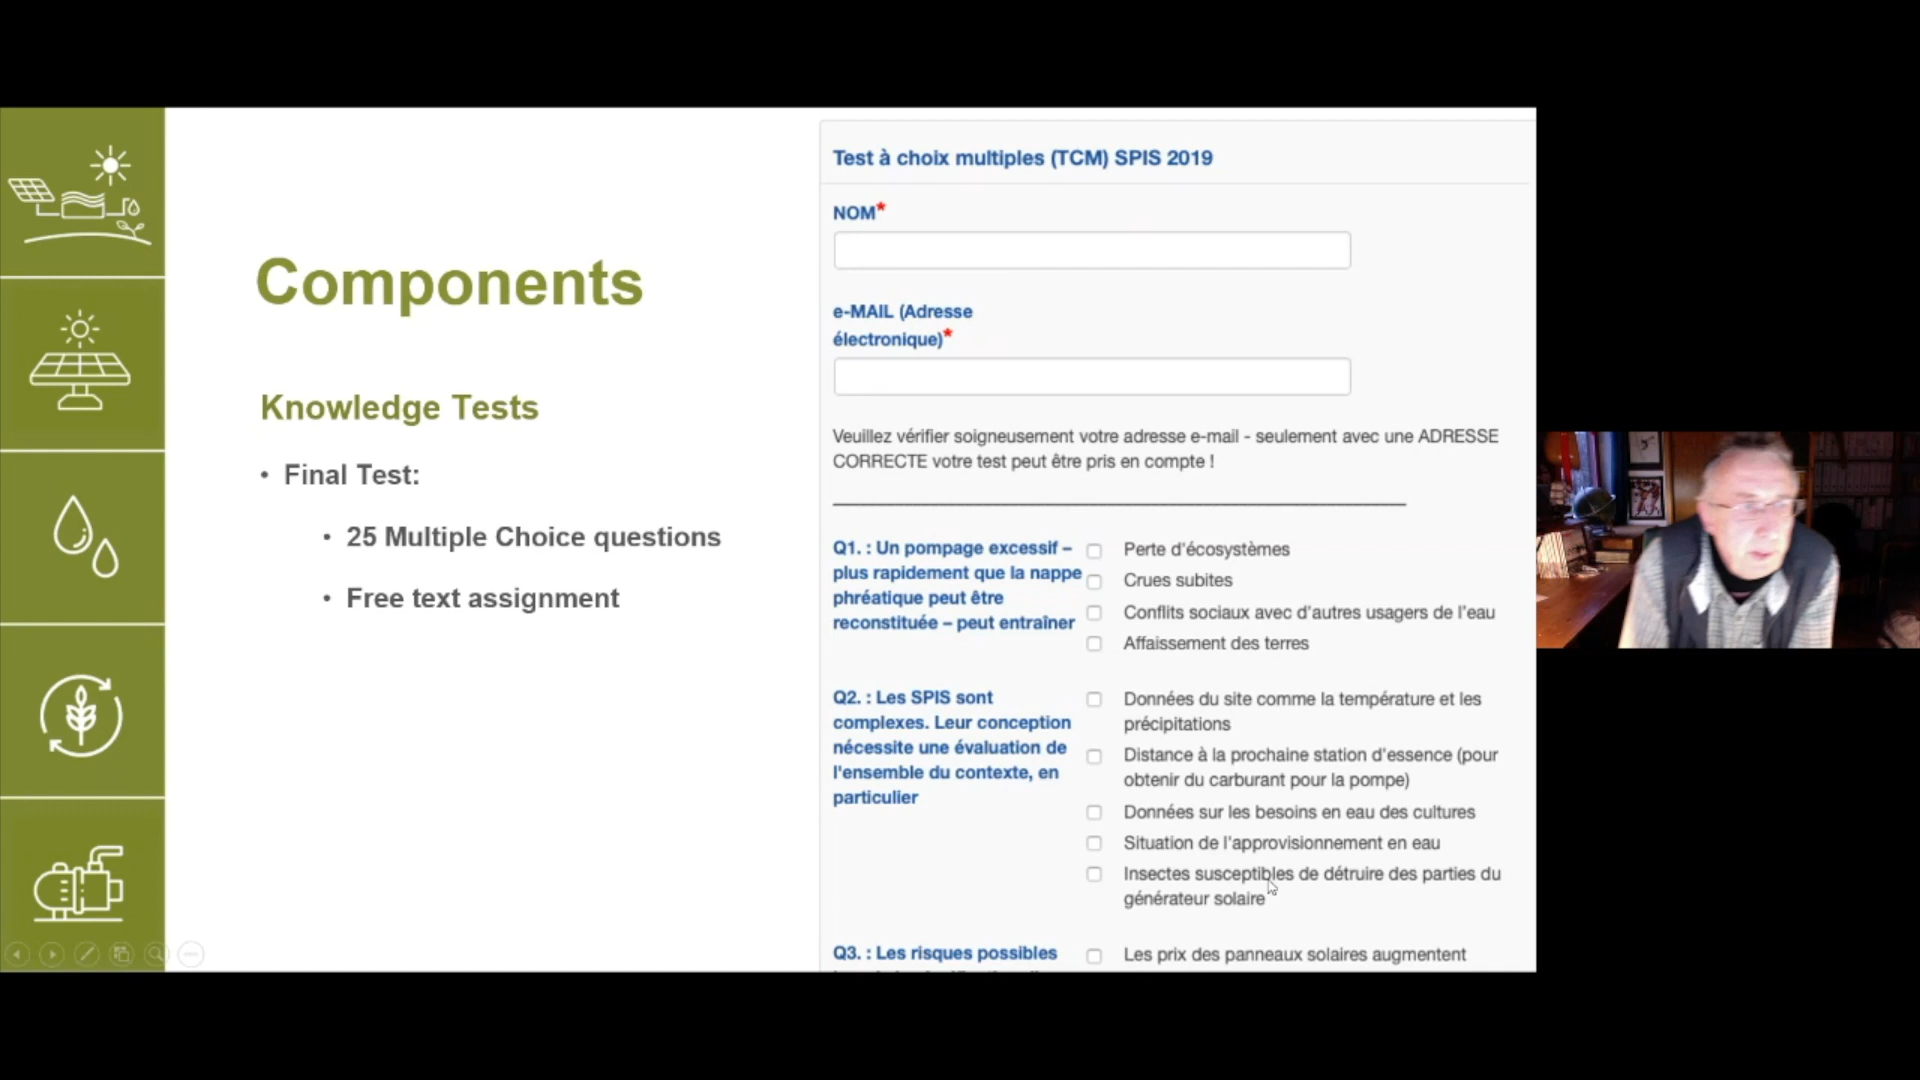 Components
Knowledge Tests
• Final Test:
• 25 Multiple Choice questions
• Free text assignment
Test à choix multiples (TCM) SPIS 2019
NOM*
e-MAIL (Adresse
électronique)*
Veuillez vérifier soigneusement votre adresse e-mail - seulement avec une ADRESSE
CORRECTE votre test peut être pris en compte !
Q1. : Un pompage excessif –
plus rapidement que la nappe
phréatique peut être
reconstituée – peut entraîner
Perte d'écosystèmes
Crues subites
Conflits sociaux avec d'autres usagers de l'eau
Affaissement des terres
Q2. : Les SPIS sont
complexes. Leur conception
nécessite une évaluation de
l'ensemble du contexte, en
particulier
Données du site comme la température et les
précipitations
Distance à la prochaine station d'essence (pour
obtenir du carburant pour la pompe)
Données sur les besoins en eau des cultures
Situation de l'approvisionnement en eau
Insectes susceptibles de détruire des parties du
générateur solaire
Q3. : Les risques possibles
Les prix des panneaux solaires augmentent